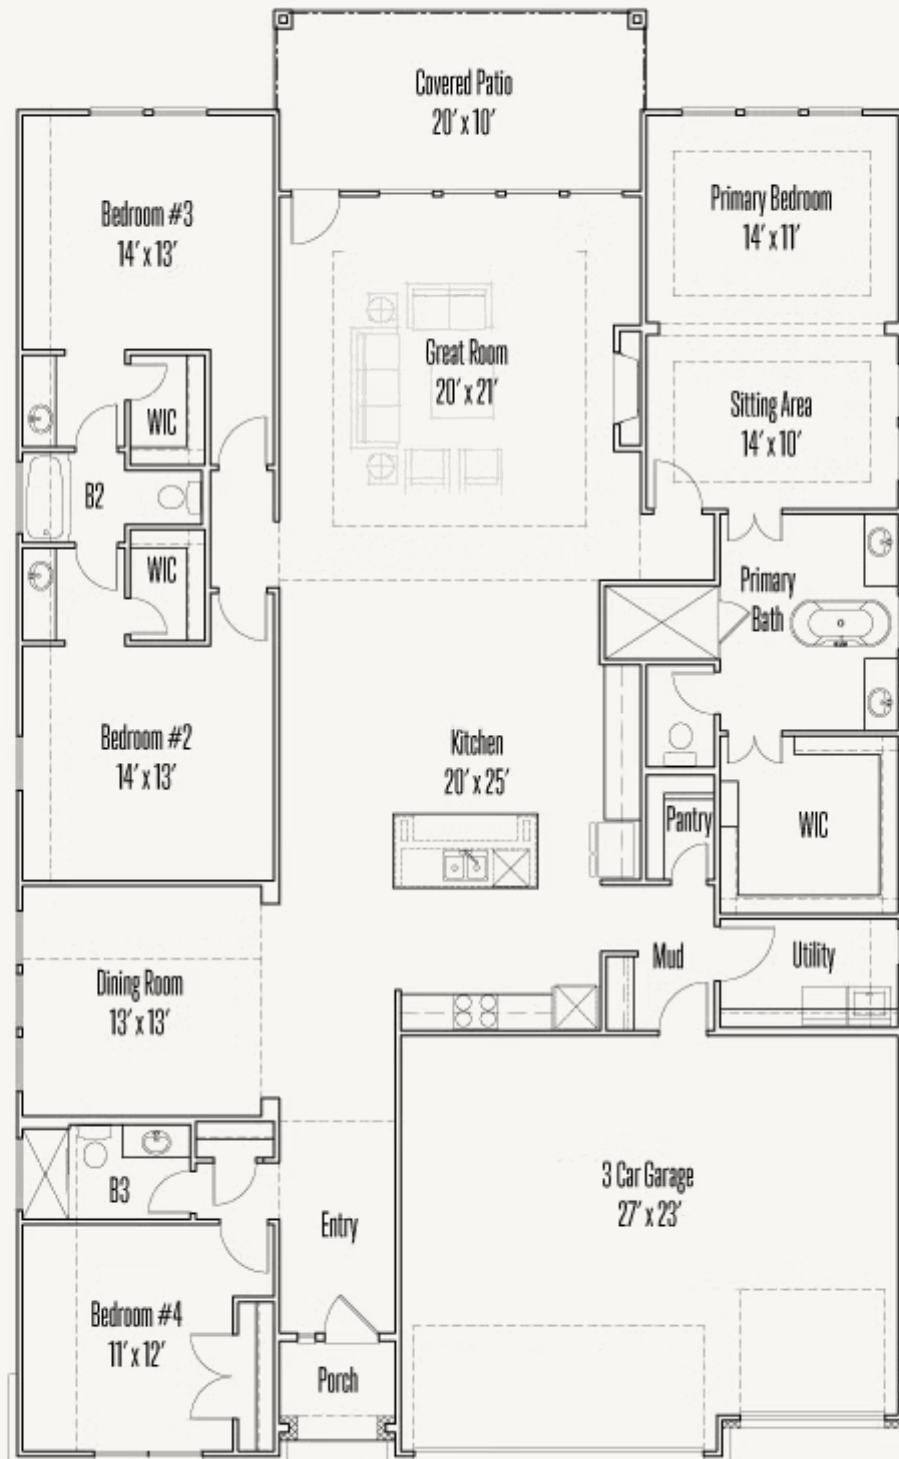 Covered Patio
20' x 10'
Bedroom #3
14' x 13'
Primary Bedroom
14' x 11'
Great Room
20' x 21'
Sitting Area
14' x 10'
WIC
B2
WIC
Primary
Bath
Bedroom #2
14' x 13'
Kitchen
20' x 25'
Pantry
WIC
Dining Room
13' x 13'
Mud
Utility
B3
3 Car Garage
27' x 23'
Entry
Bedroom #4
11' x 12'
Porch